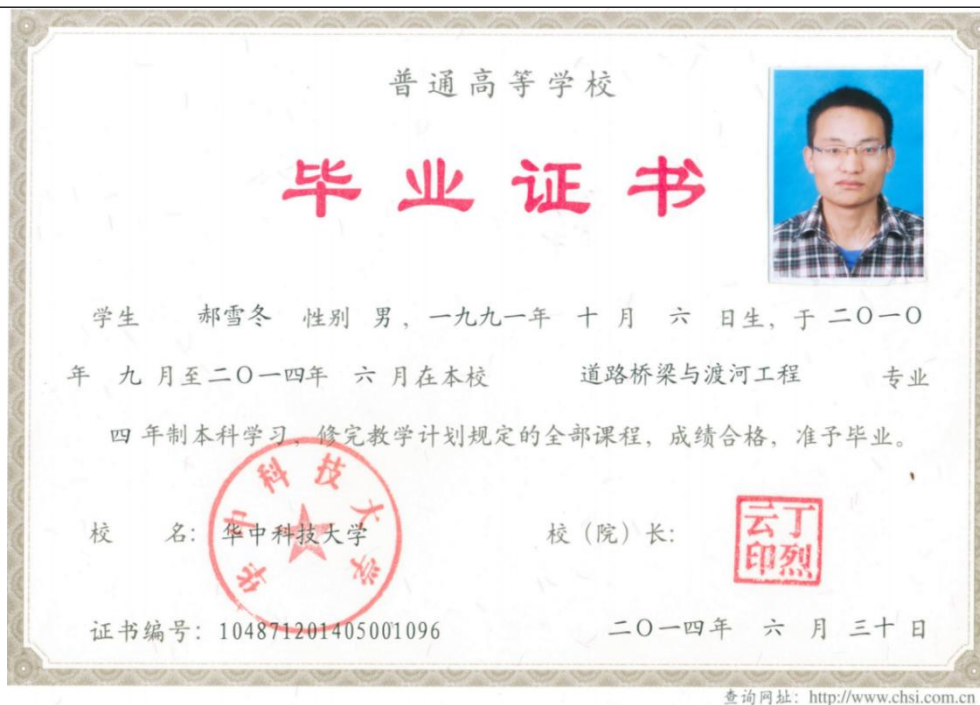 普通高等学校
毕业证书
学生 郝雪冬 性别 男，一九九一年 十 月 六 日生，于 二〇一〇
年 九 月至二〇一四年 六 月在本校 道路桥梁与渡河工程 专业
四 年制本科学习，修完教学计划规定的全部课程，成绩合格，准予毕业。
华中科技大学
校 名：华中科技大学 校（院）长：
丁烈云印
证书编号：104871201405001096 二〇一四年 六 月 三十 日
查询网址：http://www.chsi.com.cn